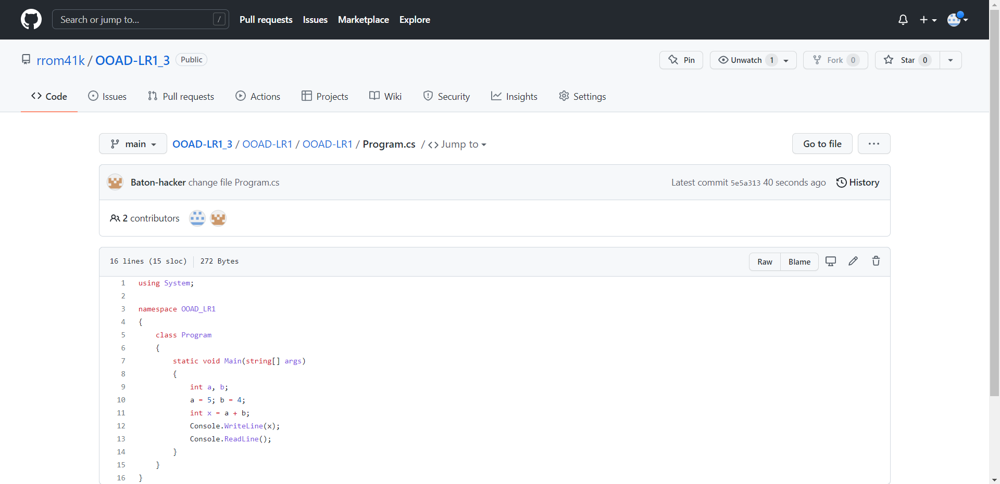 Search or jump to... /
Pull requests Issues Marketplace Explore
rrom41k / OOAD-LR1_3 Public
Pin Unwatch 1 Fork 0 Star 0
Code Issues Pull requests Actions Projects Wiki Security Insights Settings
main OOAD-LR1_3 / OOAD-LR1 / OOAD-LR1 / Program.cs / <> Jump to
Go to file ...
Baton-hacker change file Program.cs
Latest commit 5e5a313 40 seconds ago History
2 contributors
16 lines (15 sloc) 272 Bytes
Raw Blame
1 using System;
2
3 namespace OOAD_LR1
4 {
5     class Program
6     {
7         static void Main(string[] args)
8         {
9             int a, b;
10             a = 5; b = 4;
11             int x = a + b;
12             Console.WriteLine(x);
13             Console.ReadLine();
14         }
15     }
16 }